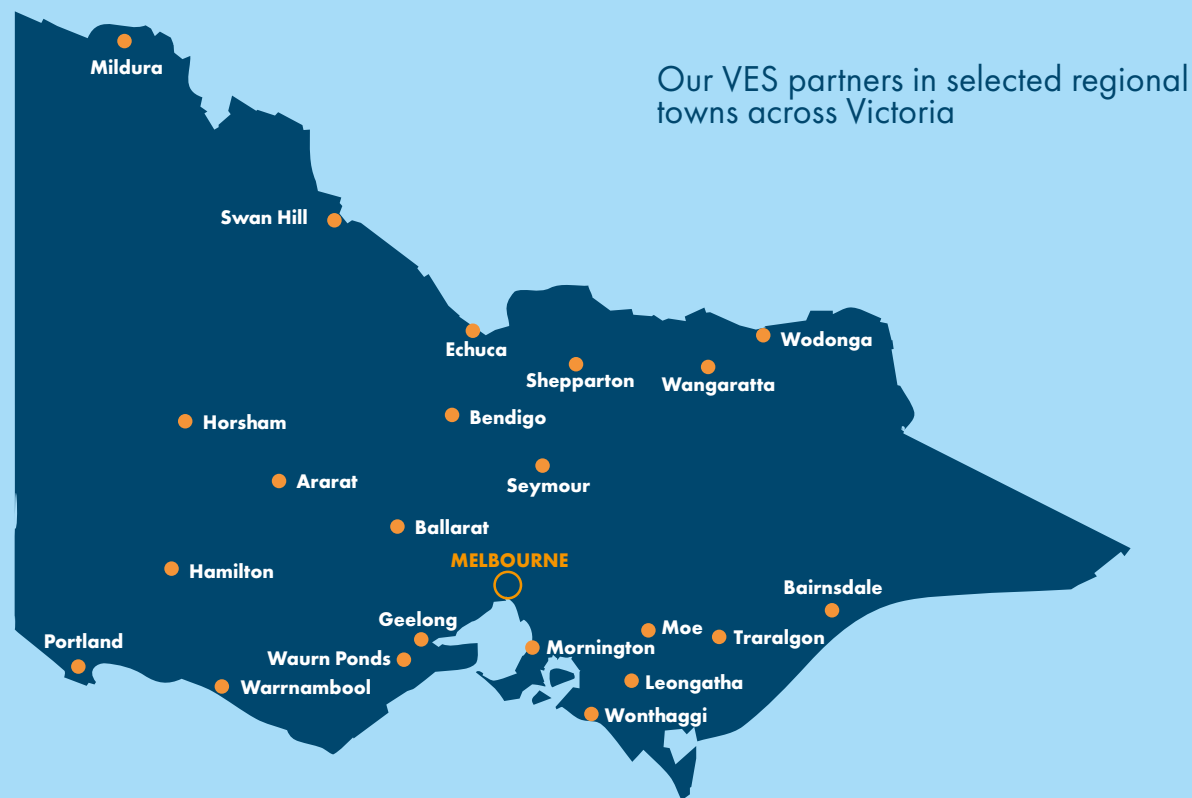 Mildura
Our VES partners in selected regional
towns across Victoria
Swan Hill
Echuca
Wodonga
Shepparton
Wangaratta
Horsham
Bendigo
Ararat
Seymour
Ballarat
MELBOURNE
Hamilton
Bairnsdale
Geelong
Portland
Moe
Traralgon
Mornington
Waurn Ponds
Warrnambool
Leongatha
Wonthaggi